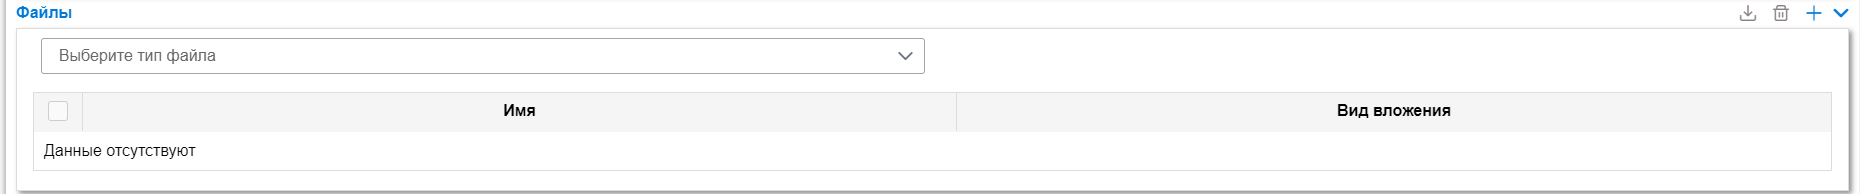 Файлы
Выберите тип файла
Имя Вид вложения
Данные отсутствуют